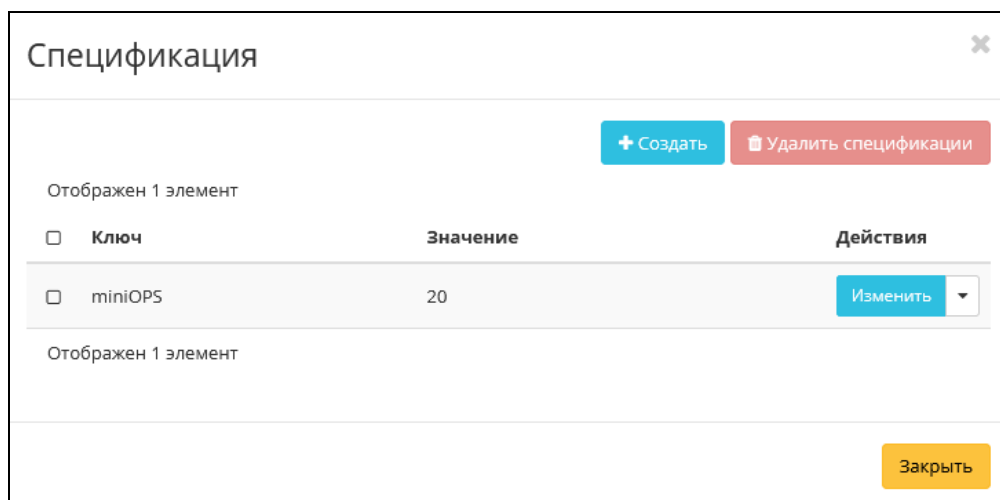 Спецификация
Создать Удалить спецификации
Отображен 1 элемент
Ключ Значение Действия
miniOPS 20 Изменить
Отображен 1 элемент
Закрыть